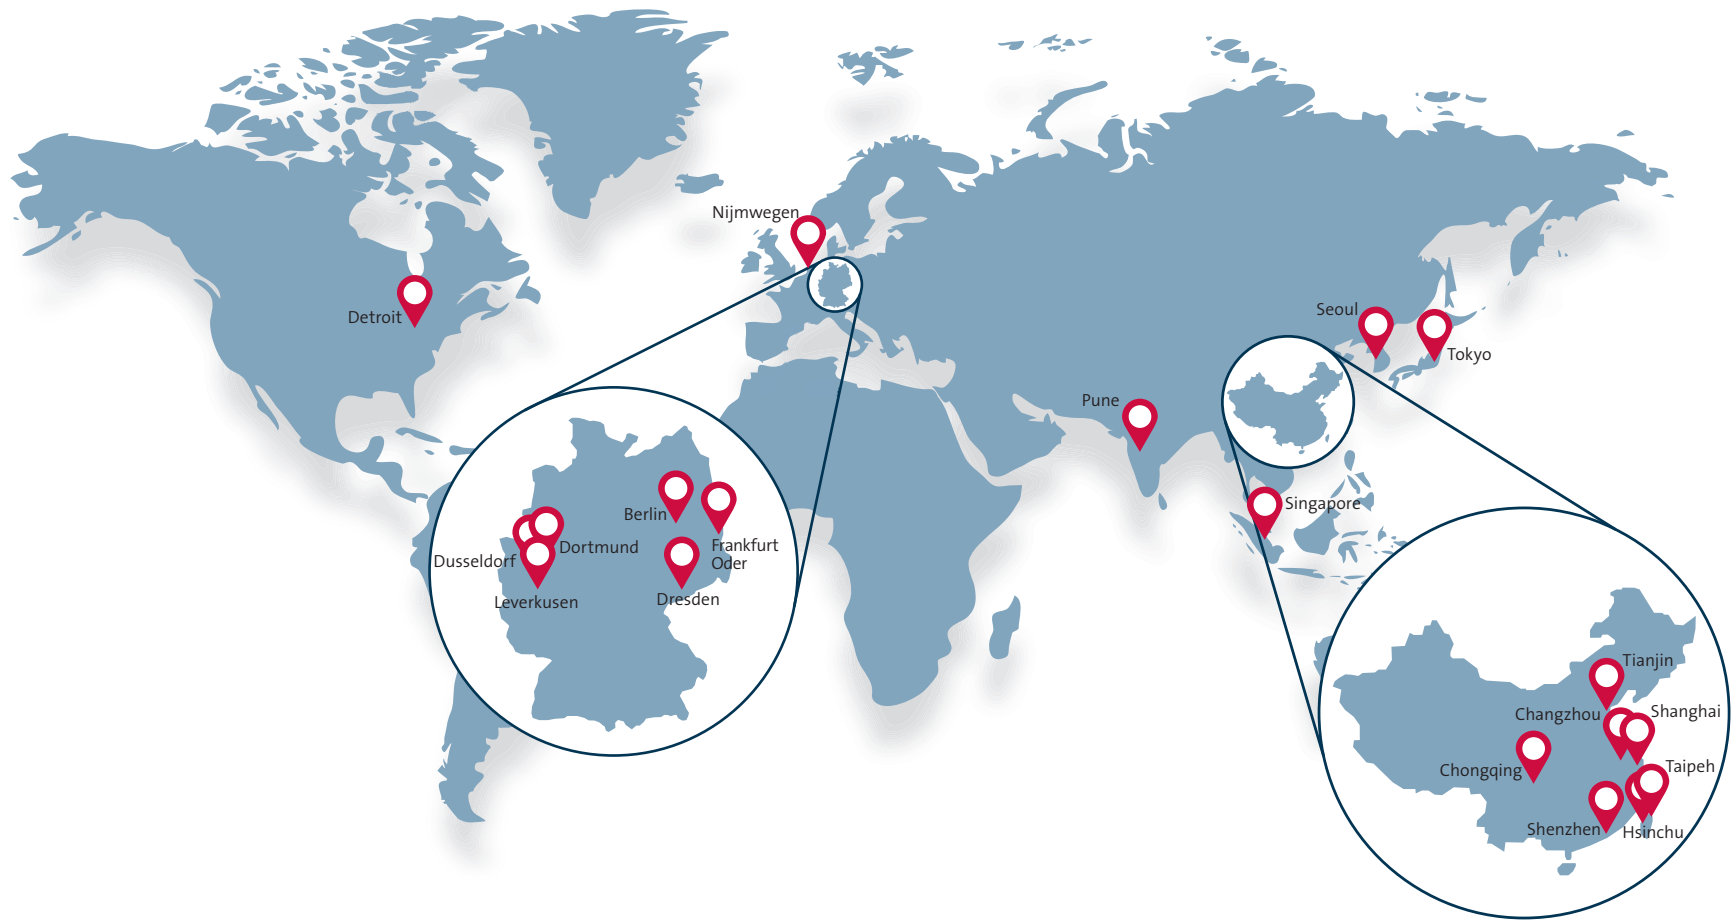 Nijmwegen
Detroit
Seoul
Tokyo
Pune
Singapore
Berlin
Frankfurt
Oder
Dortmund
Dusseldorf
Leverkusen
Dresden
Tianjin
Changzhou
Shanghai
Chongqing
Taipeh
Shenzhen
Hsinchu